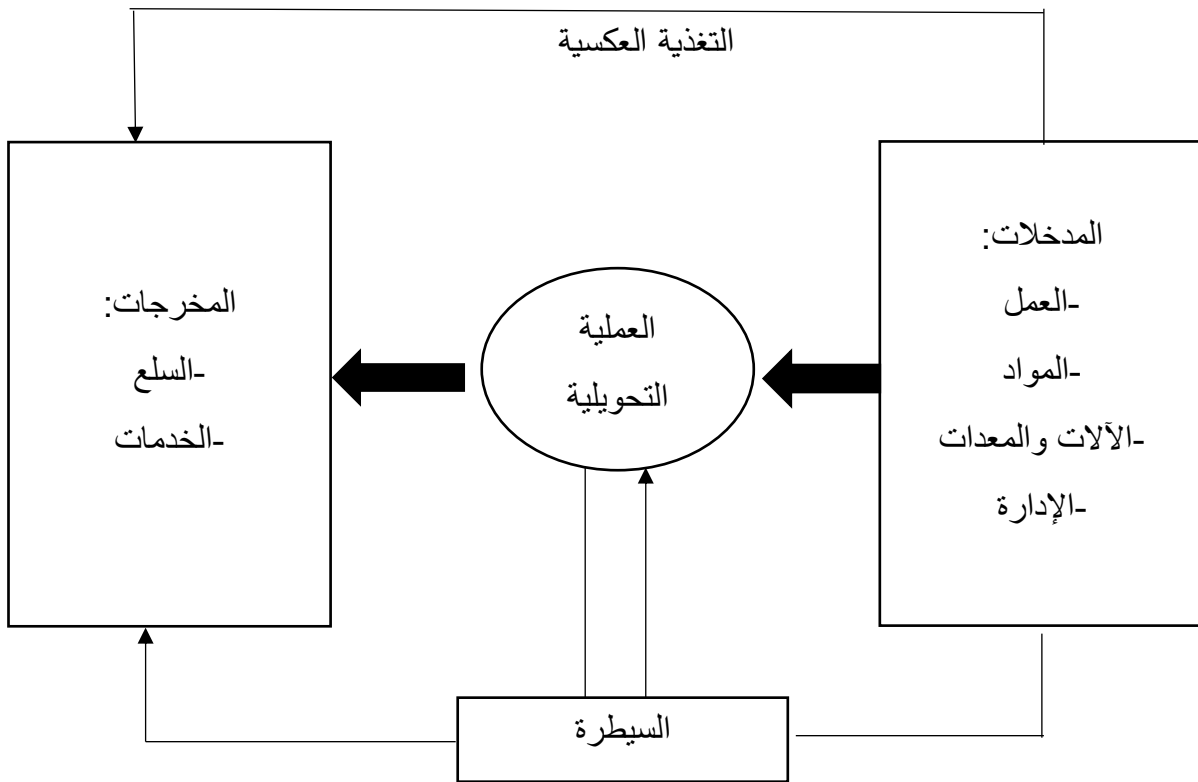 التغذية العكسية
المدخلات:
-العمل
-المواد
-الآلات والمعدات
-الإدارة
العملية
التحويلية
المخرجات:
-السلع
-الخدمات
السيطرة